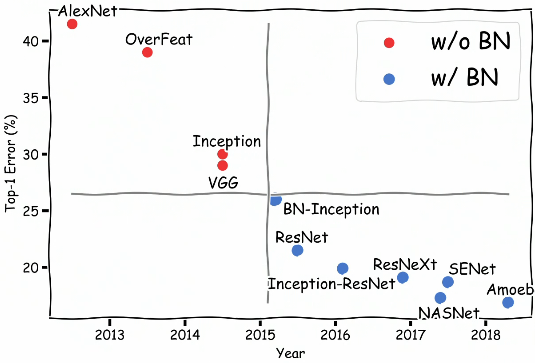 AlexNet
OverFeat
w/o BN
w/ BN
Inception
VGG
BN-Inception
ResNet
Inception-ResNet
ResNeXt
SENet
NASNet
Amoeb
40
35
30
25
20
Top-1 Error (%)
2013 2014 2015 2016 2017 2018
Year